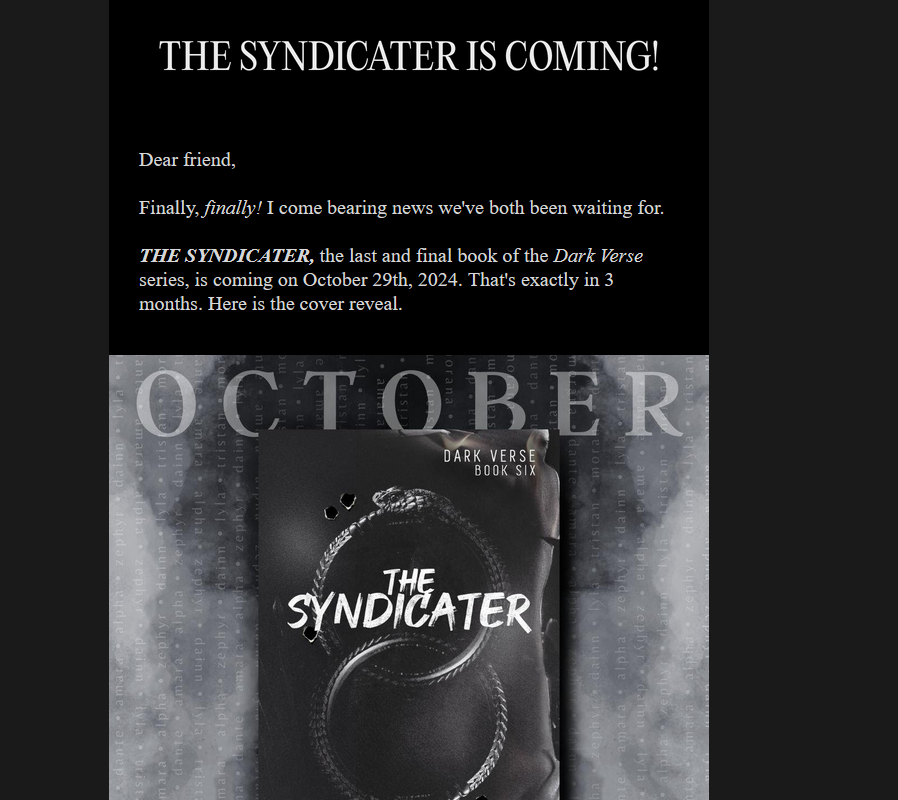 THE SYNDICATER IS COMING!
Dear friend,
Finally, finally! I come bearing news we've both been waiting for.
THE SYNDICATER, the last and final book of the Dark Verse
series, is coming on October 29th, 2024. That's exactly in 3
months. Here is the cover reveal.
OCTOBER
DARK VERSE
BOOK SIX
THE
SYNDICATER